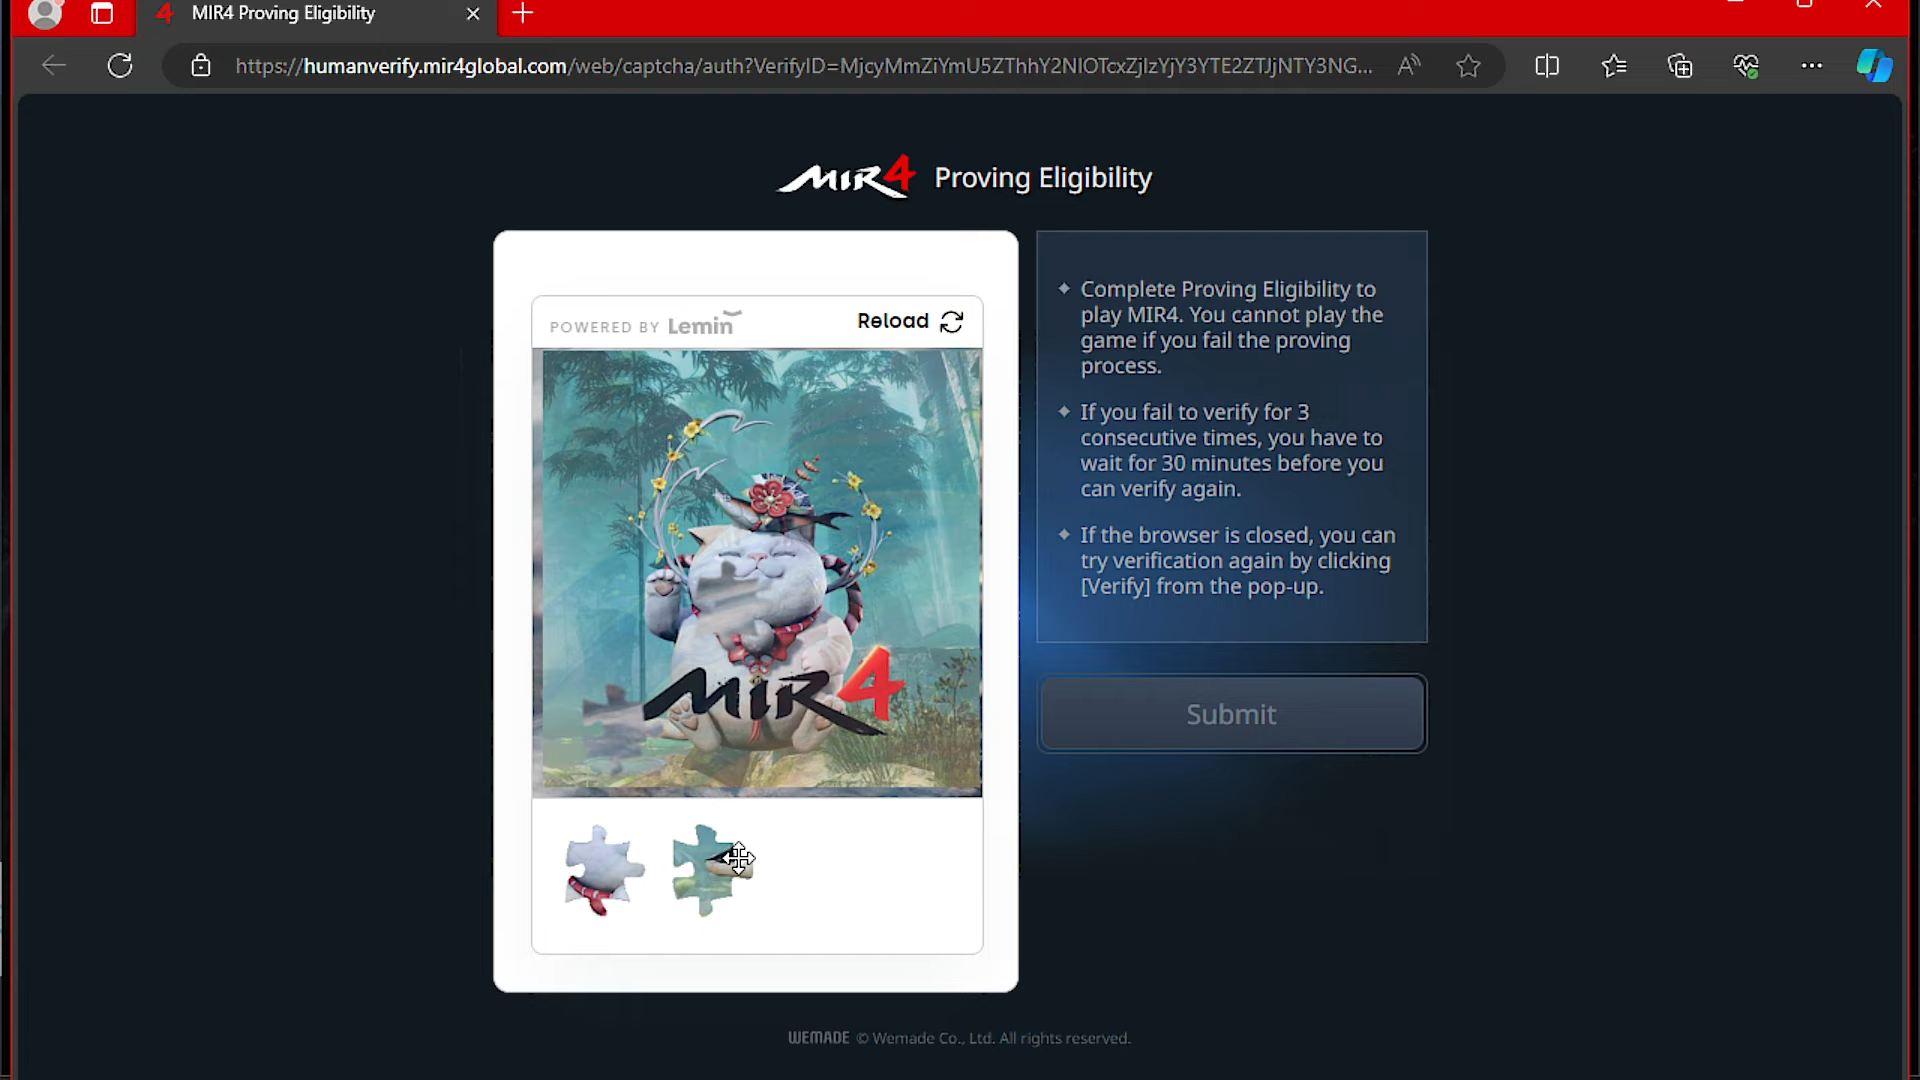 MIR4 Proving Eligibility
https://humanverify.mir4global.com/web/captcha/auth?VerifyID=MjcyMmZiYmU5ZThhY2NlOTcxZjIzYjY3YTE2ZTJjNTY3NG...
MIR4 Proving Eligibility
POWERED BY Lemin
Reload
MIR4
Complete Proving Eligibility to
play MIR4. You cannot play the
game if you fail the proving
process.
If you fail to verify for 3
consecutive times, you have to
wait for 30 minutes before you
can verify again.
If the browser is closed, you can
try verification again by clicking
[Verify] from the pop-up.
Submit
WEMADE © Wemade Co., Ltd. All rights reserved.